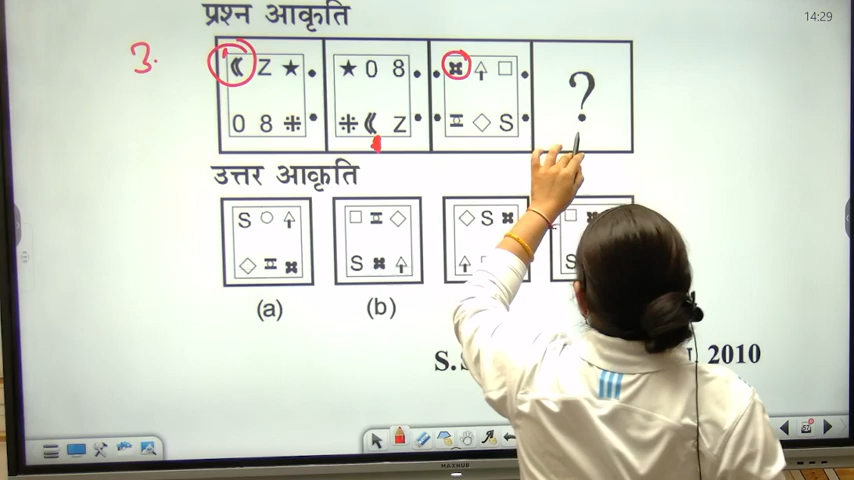 14:29
प्रश्न आकृति
3.
Z ★ ★ 0 8 ↑ □ ?
0 8 Z ◇ S
उत्तर आकृति
S ○ ↑ □ ◇ ◇ S □
◇ S ↑ ↑ S
(a) (b)
S. 2010
MAXHUB